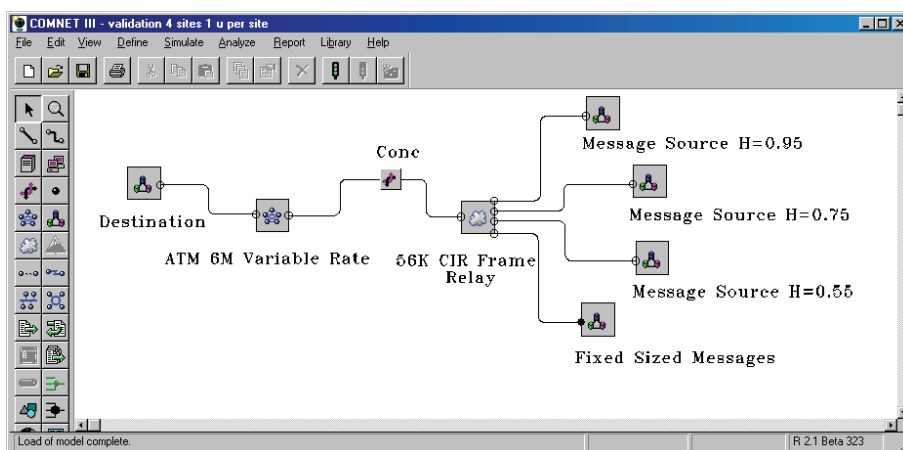 COMNET III - validation 4 sites 1 u per site
File Edit View Define Simulate Analyze Report Library Help
Message Source H=0.95
Conc
Destination
Message Source H=0.75
ATM 6M Variable Rate
56K CIR Frame
Relay
Message Source H=0.55
Fixed Sized Messages
Load of model complete.
R 2.1 Beta 323